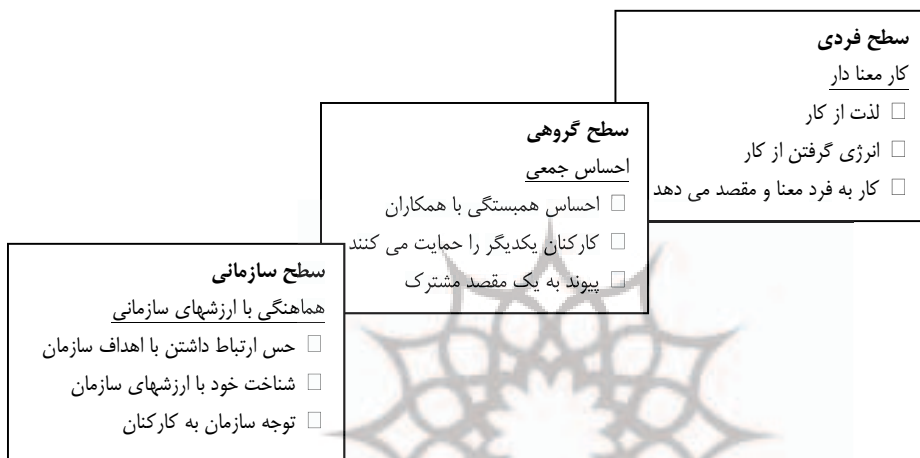 سطح فردی
کار معنا دار
□ لذت از کار
□ انرژی گرفتن از کار
□ کار به فرد معنا و مقصد می دهد
سطح گروهی
احساس جمعی
□ احساس همبستگی با همکاران
□ کارکنان یکدیگر را حمایت می کنند
□ پیوند به یک مقصد مشترک
سطح سازمانی
هماهنگی با ارزشهای سازمانی
□ حس ارتباط داشتن با اهداف سازمان
□ شناخت خود با ارزشهای سازمان
□ توجه سازمان به کارکنان